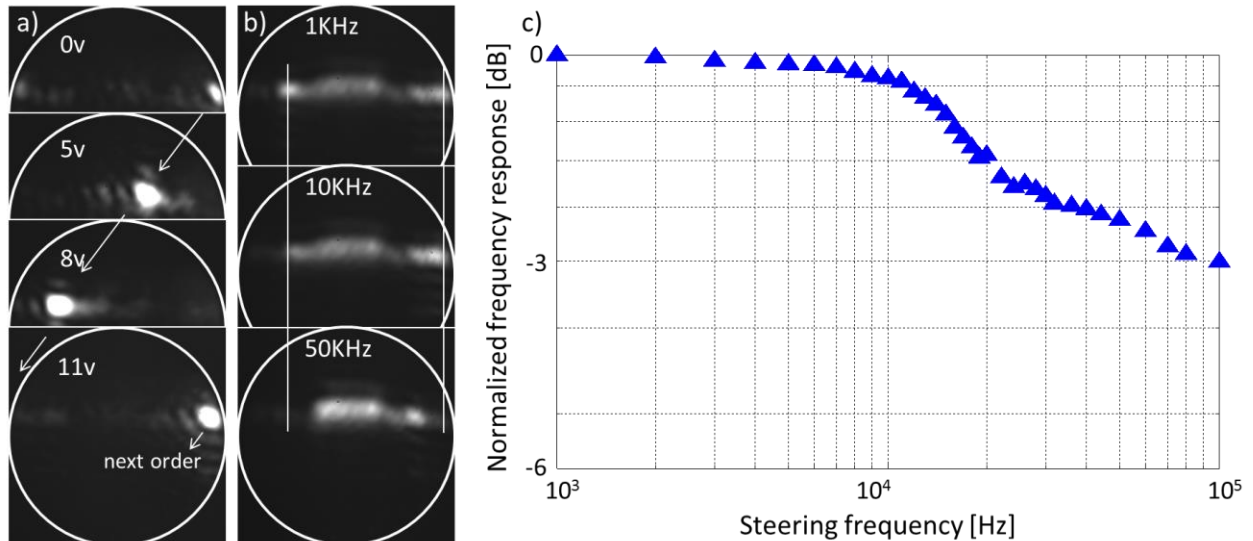 a)
0v
5v
8v
11v
next order
b)
1KHz
10KHz
50KHz
c)
Normalized frequency response [dB]
0
-3
-6
10³
10⁴
10⁵
Steering frequency [Hz]